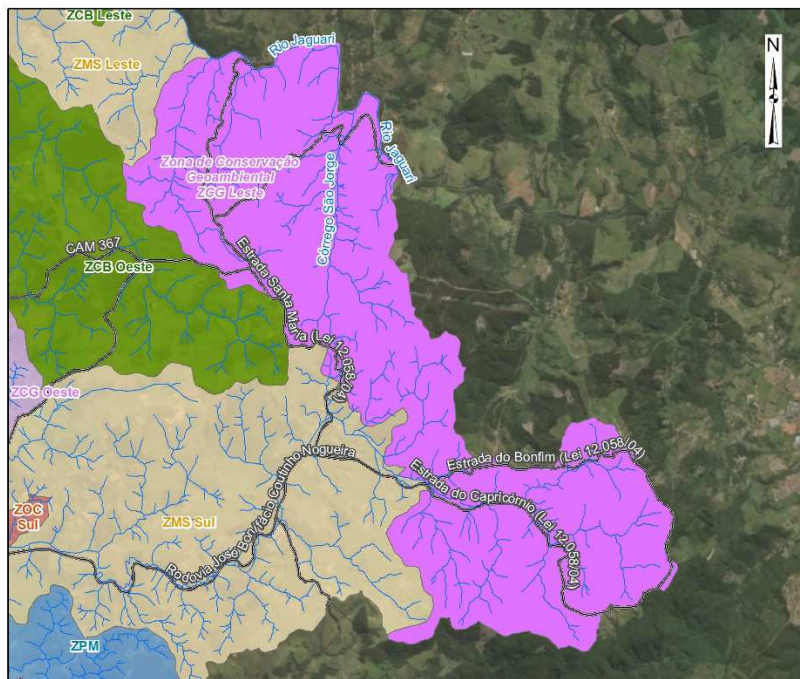 ZCB Leste
ZMS Leste
Rio Jaguari
N
Rio Jaguari
Zona de Conservação
Geoambiental
ZCG Leste
Córrego São Jorge
CAM 367
ZCB Oeste
Estrada Santa Maria (Lei 12.058/04)
ZCG Oeste
Estrada do Bonfim (Lei 12.058/04)
Estrada do Capricórnio (Lei 12.058/04)
Rodovia José Bonifácio Coutinho Nogueira
ZOC
Sul
ZMS Sul
ZPM